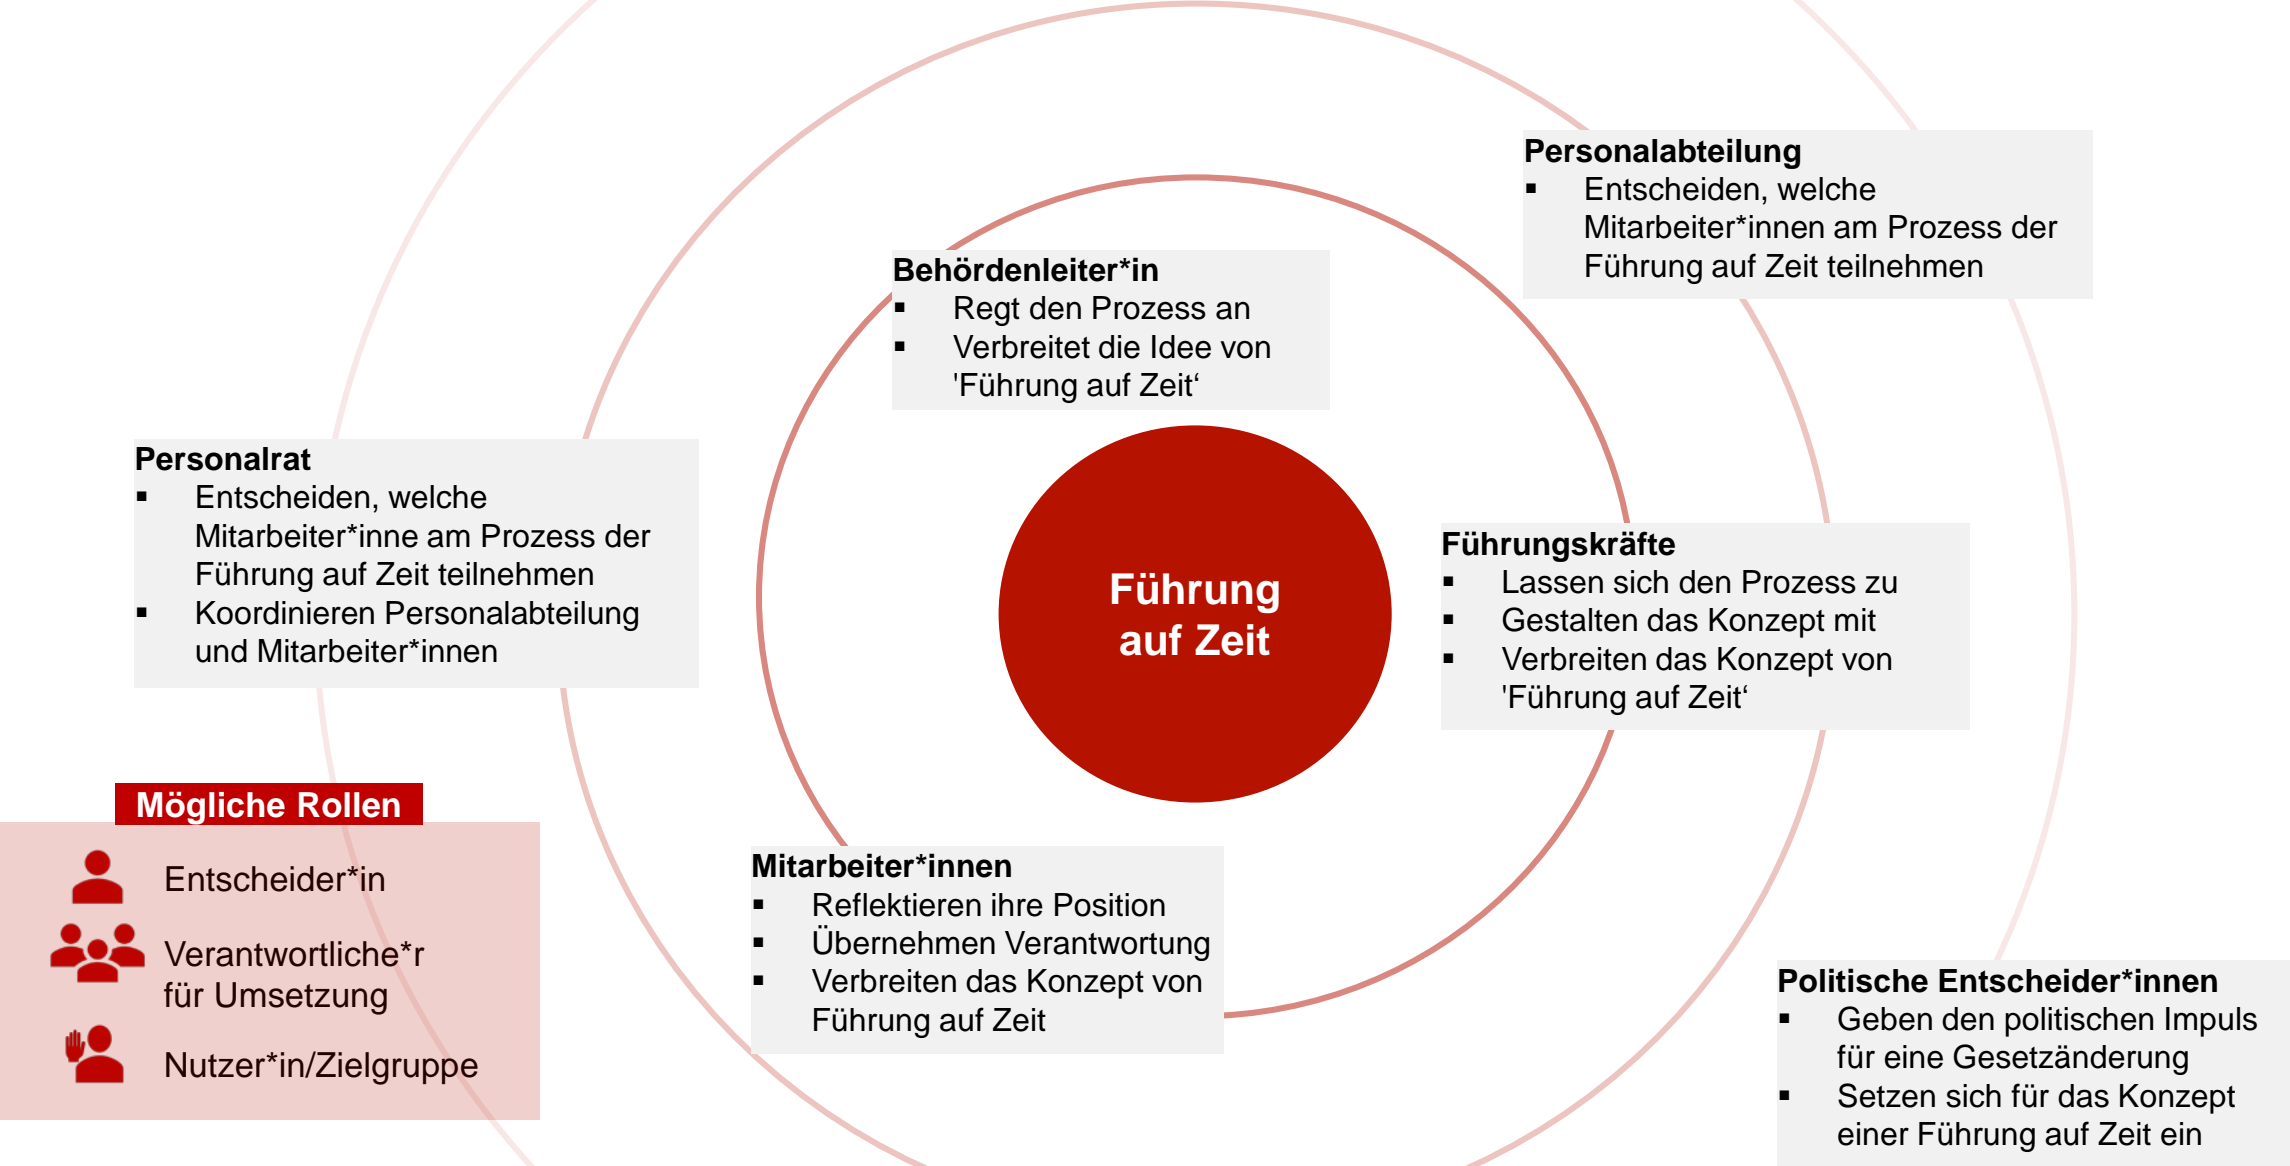 Personalabteilung
▪ Entscheiden, welche
Mitarbeiter*innen am Prozess der
Führung auf Zeit teilnehmen
Behördenleiter*in
▪ Regt den Prozess an
▪ Verbreitet die Idee von
'Führung auf Zeit‘
Personalrat
▪ Entscheiden, welche
Mitarbeiter*inne am Prozess der
Führung auf Zeit teilnehmen
▪ Koordinieren Personalabteilung
und Mitarbeiter*innen
Führung
auf Zeit
Führungskräfte
▪ Lassen sich den Prozess zu
▪ Gestalten das Konzept mit
▪ Verbreiten das Konzept von
'Führung auf Zeit‘
Mögliche Rollen
Entscheider*in
Verantwortliche*r
für Umsetzung
Nutzer*in/Zielgruppe
Mitarbeiter*innen
▪ Reflektieren ihre Position
▪ Übernehmen Verantwortung
▪ Verbreiten das Konzept von
Führung auf Zeit
Politische Entscheider*innen
▪ Geben den politischen Impuls
für eine Gesetzänderung
▪ Setzen sich für das Konzept
einer Führung auf Zeit ein